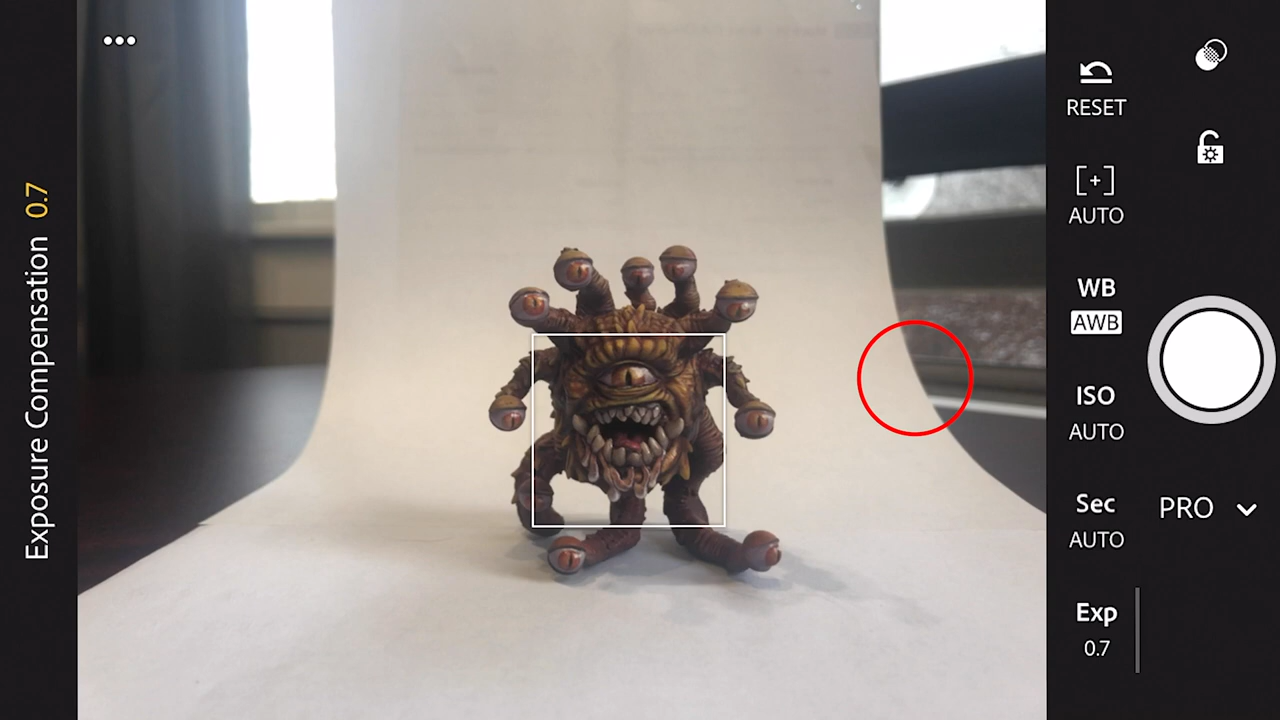 Exposure Compensation 0.7
RESET
AUTO
WB
AWB
ISO
AUTO
Sec
AUTO
PRO
Exp
0.7